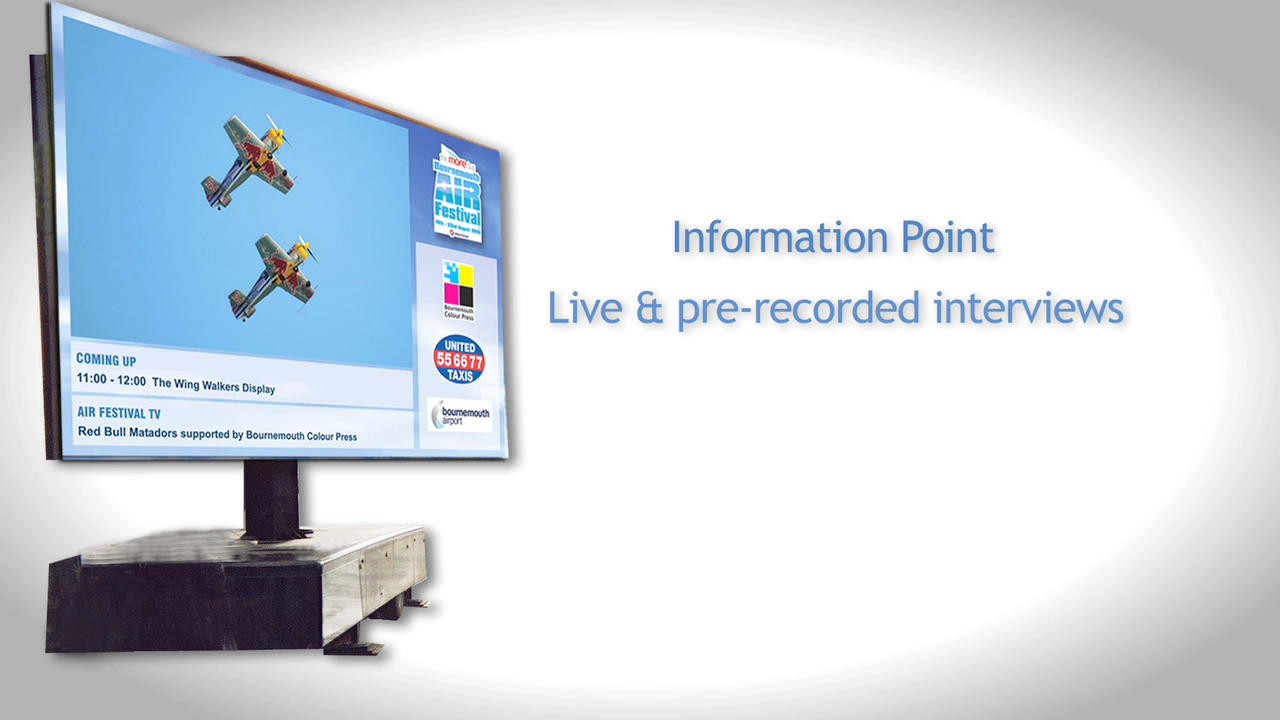 more
Bournemouth
AIR
Festival
Bournemouth
Colour Press
UNITED
55 66 77
TAXIS
bournemouth
airport
COMING UP
11:00 - 12:00 The Wing Walkers Display
AIR FESTIVAL TV
Red Bull Matadors supported by Bournemouth Colour Press
Information Point
Live & pre-recorded interviews